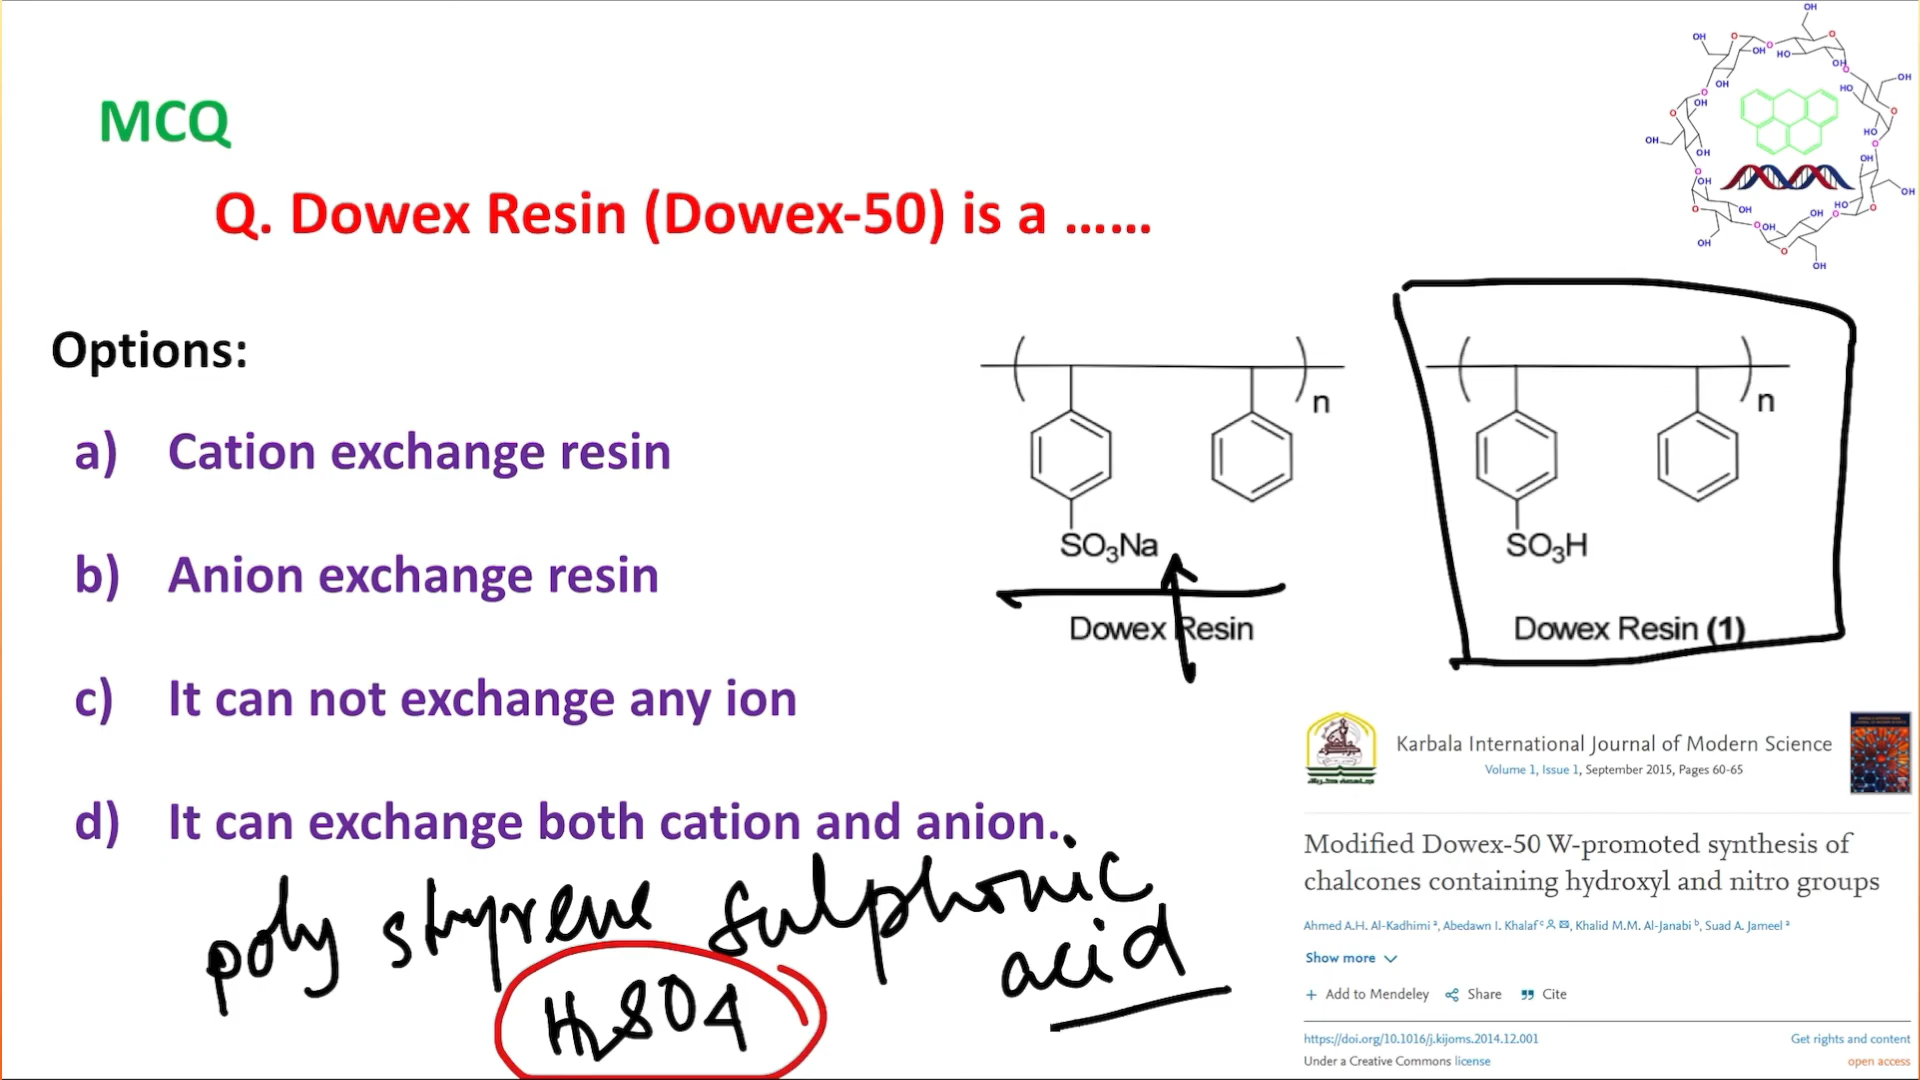 MCQ
Q. Dowex Resin (Dowex-50) is a ......
Options:
a) Cation exchange resin
b) Anion exchange resin
c) It can not exchange any ion
d) It can exchange both cation and anion.
n
SO₃Na
Dowex Resin
n
SO₃H
Dowex Resin (1)
poly styrene sulphonic
acid
H₂SO4
Karbala International Journal of Modern Science
Volume 1, Issue 1, September 2015, Pages 60-65
Modified Dowex-50 W-promoted synthesis of
chalcones containing hydroxyl and nitro groups
Ahmed A.H. Al-Kadhimi ᵃ, Abedawn I. Khalaf ᶜ, Khalid M.M. Al-Janabi ᵇ, Suad A. Jameel ᵃ
Show more
+ Add to Mendeley Share Cite
https://doi.org/10.1016/j.kijoms.2014.12.001 Get rights and content
Under a Creative Commons license open access